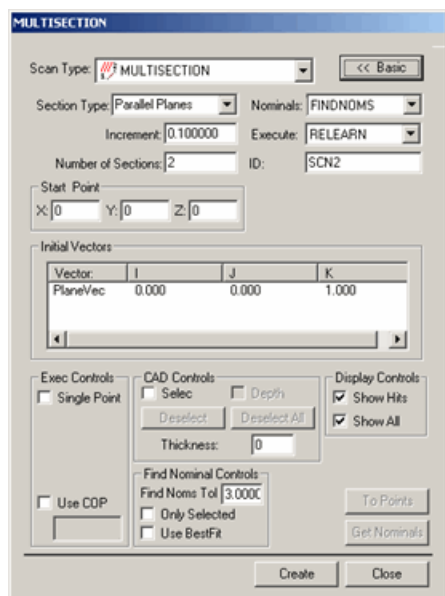 MULTISECTION
Scan Type: MULTISECTION << Basic
Section Type: Parallel Planes Nominals: FINDNOMS
Increment: 0.100000 Execute: RELEARN
Number of Sections: 2 ID: SCN2
Start Point
X: 0 Y: 0 Z: 0
Initial Vectors
Vector: I J K
PlaneVec 0.000 0.000 1.000
Exec Controls CAD Controls Display Controls
Single Point Selec Depth Show Hits
Deselect Deselect All Show All
Thickness: 0
Find Nominal Controls
Find Noms Tol 3.000C
Use COP Only Selected To Points
Use BestFit Get Nominals
Create Close